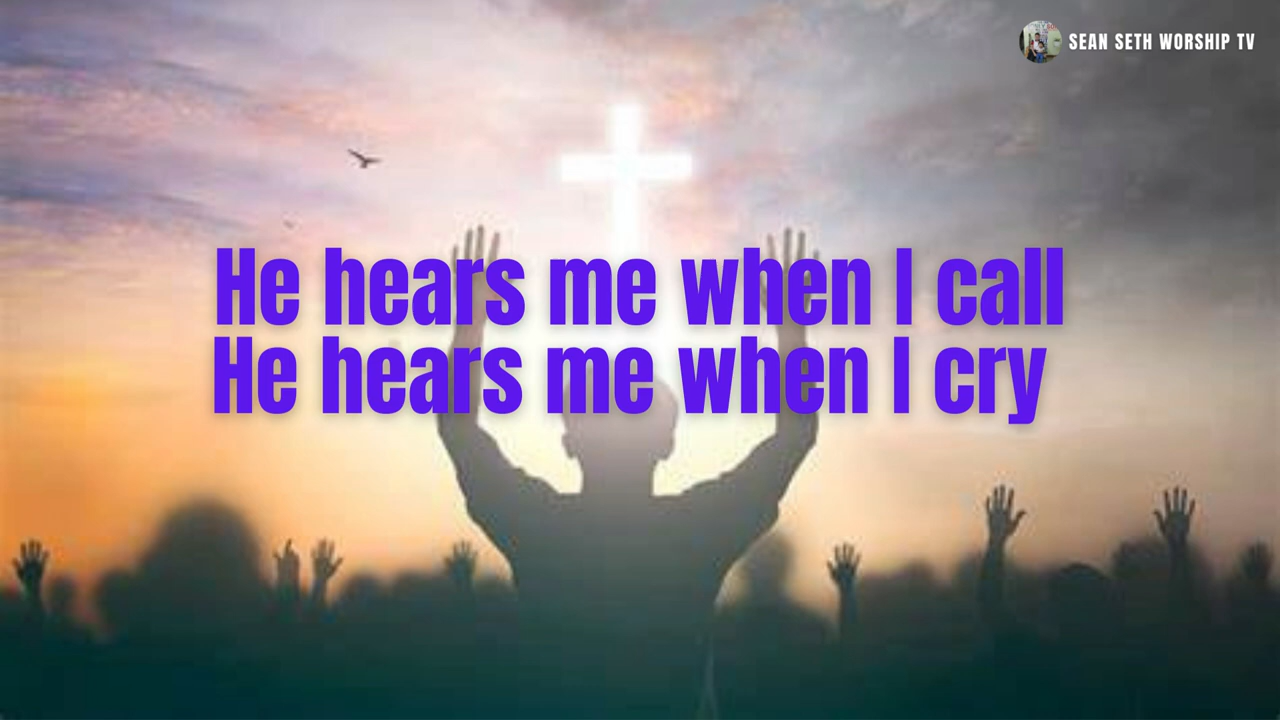 SEAN SETH WORSHIP TV
He hears me when I call
He hears me when I cry